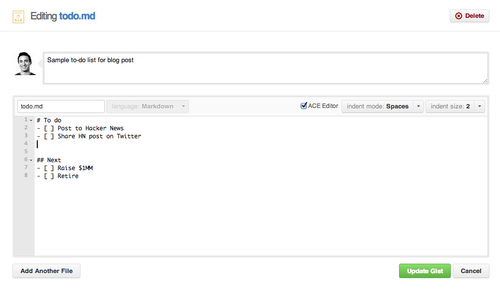 Editing todo.md
Delete
Sample to-do list for blog post
todo.md
language: Markdown
ACE Editor
indent mode: Spaces
indent size: 2
1 # To do
2 - [ ] Post to Hacker News
3 - [ ] Share HN post on Twitter
4
5
6 ## Next
7 - [ ] Raise $1MM
8 - [ ] Retire
Add Another File
Update Gist
Cancel